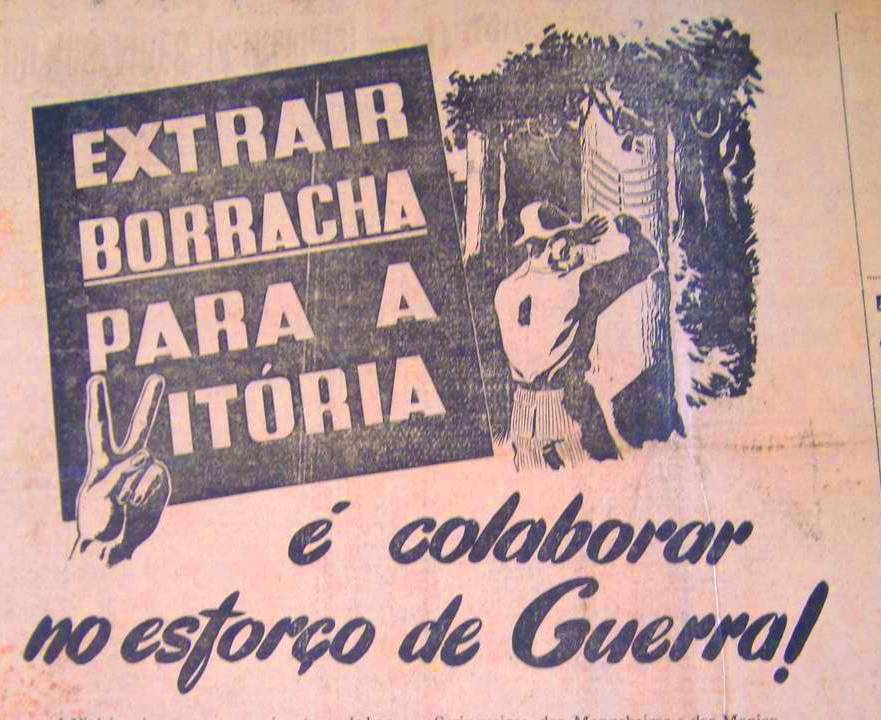 EXTRAIR
BORRACHA
PARA A
VITÓRIA
é colaborar
no esforço de Guerra!